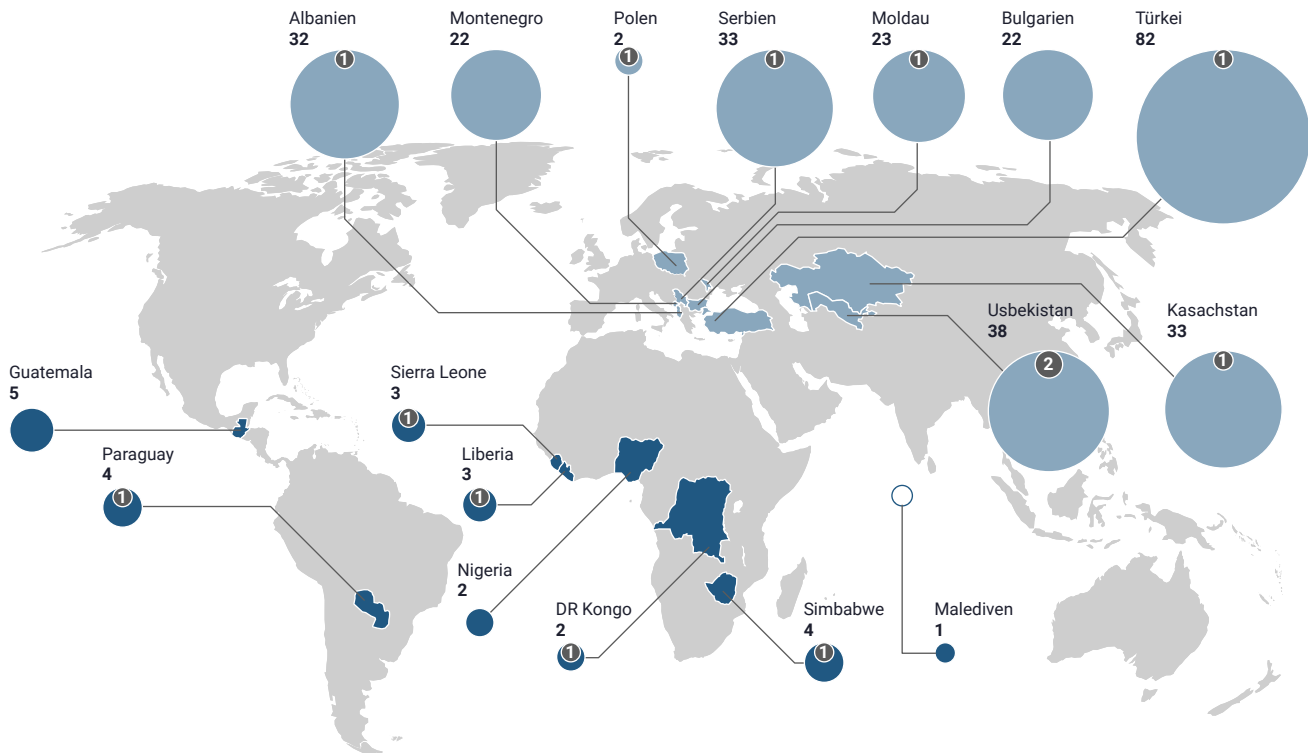 Albanien
32
1
Montenegro
22
Polen
2
1
Serbien
33
1
Moldau
23
1
Bulgarien
22
Türkei
82
1
Usbekistan
38
2
Kasachstan
33
1
Guatemala
5
Sierra Leone
3
1
Paraguay
4
1
Liberia
3
1
Nigeria
2
DR Kongo
2
1
Simbabwe
4
1
Malediven
1